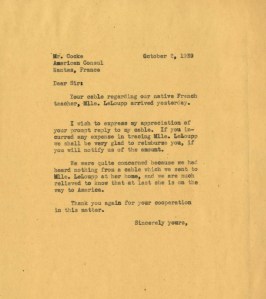 Mr. Cocke October 6, 1939
American Consul
Nantes, France
Dear Sir:
Your cable regarding our native French
teacher, Mlle. LeLoupp arrived yesterday.
I wish to express my appreciation of
your prompt reply to my cable. If you in-
curred any expense in tracing Mlle. LeLoupp
we shall be very glad to reimburse you, if
you will notify us of the amount.
We were quite concerned because we had
heard nothing from a cable which we sent to
Mlle. LeLoupp at her home, and we are much
relieved to know that at last she is on the
way to America.
Thank you again for your cooperation
in this matter.
Sincerely yours,